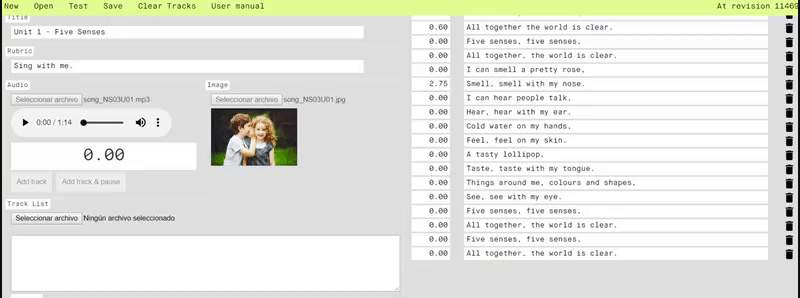 New Open Test Save Clear Tracks User manual At revision 11469
Title
Unit 1 - Five Senses
Rubric
Sing with me.
Audio
Seleccionar archivo song_NS03U01.mp3
0:00 / 1:14
0.00
Add track Add track & pause
Image
Seleccionar archivo song_NS03U01.jpg
Track List
Seleccionar archivo Ningún archivo seleccionado
0.60 All together the world is clear.
0.00 Five senses, five senses,
0.00 All together, the world is clear.
0.00 I can smell a pretty rose,
2.75 Smell, smell with my nose.
0.00 I can hear people talk,
0.00 Hear, hear with my ear.
0.00 Cold water on my hands,
0.00 Feel, feel on my skin.
0.00 A tasty lollipop,
0.00 Taste, taste with my tongue.
0.00 Things around me, colours and shapes,
0.00 See, see with my eye.
0.00 Five senses, five senses,
0.00 All together, the world is clear.
0.00 Five senses, five senses,
0.00 All together. the world is clear.